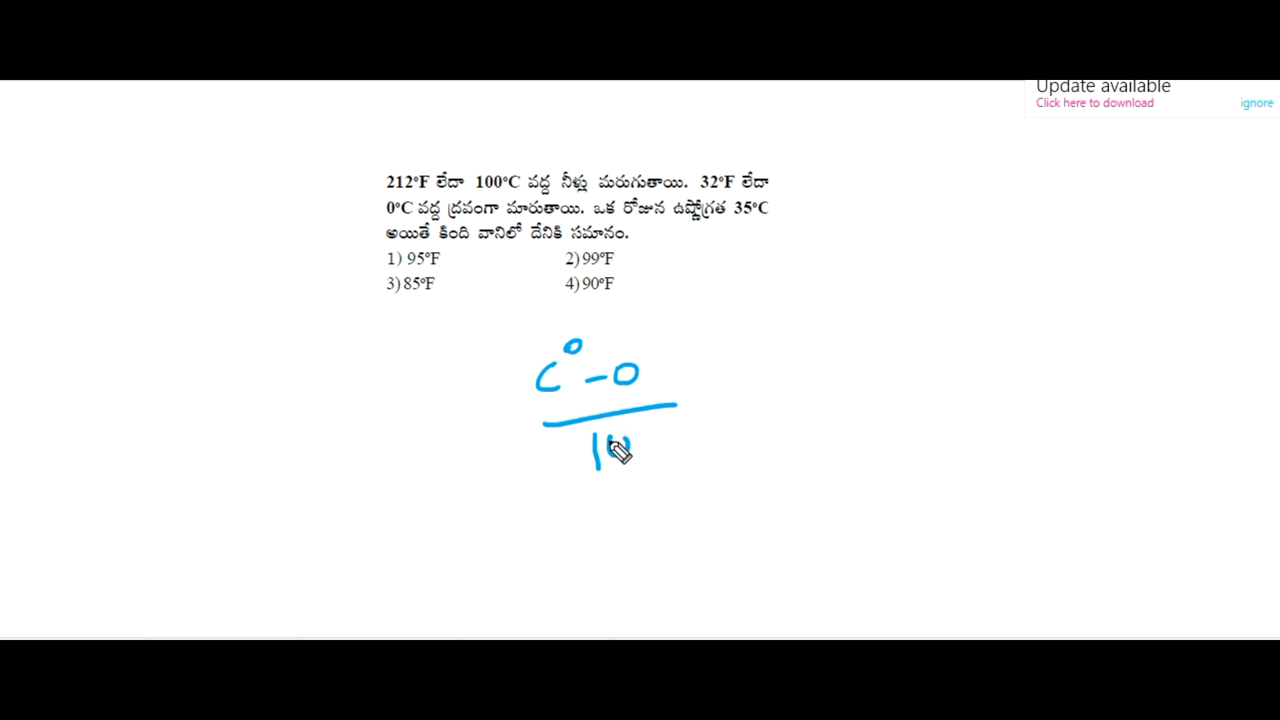 Update available
Click here to download ignore
212°F లేదా 100°C వద్ద నీళ్లు మరుగుతాయి. 32°F లేదా
0°C వద్ద ద్రవంగా మారుతాయి. ఒక రోజున ఉష్ణోగ్రత 35°C
అయితే కింది వానిలో దేనికి సమానం.
1) 95°F 2) 99°F
3) 85°F 4) 90°F
C° - 0